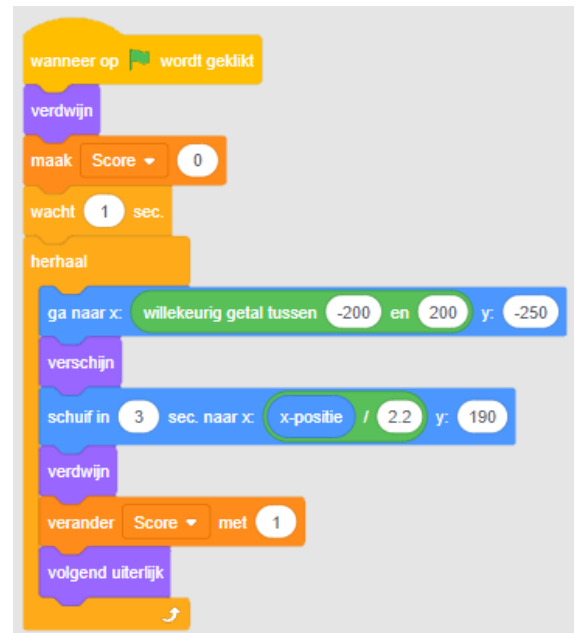 wanneer op wordt geklikt
verdwijn
maak Score 0
wacht 1 sec.
herhaal
ga naar x: willekeurig getal tussen -200 en 200 y: -250
verschijn
schuif in 3 sec. naar x: x-positie / 2.2 y: 190
verdwijn
verander Score met 1
volgend uiterlijk